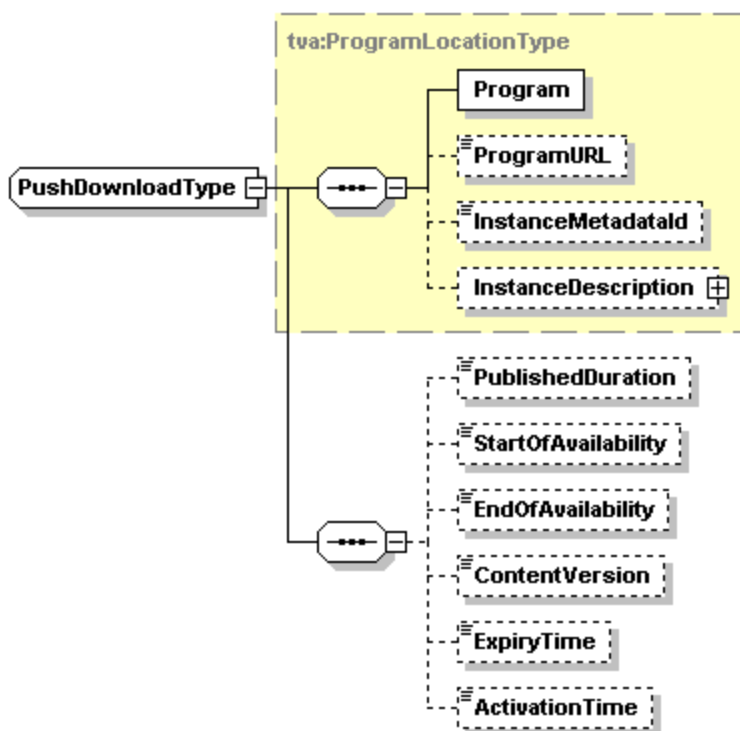 tva:ProgramLocationType
Program
ProgramURL
PushDownloadType
InstanceMetadataId
InstanceDescription
PublishedDuration
StartOfAvailability
EndOfAvailability
ContentVersion
ExpiryTime
ActivationTime